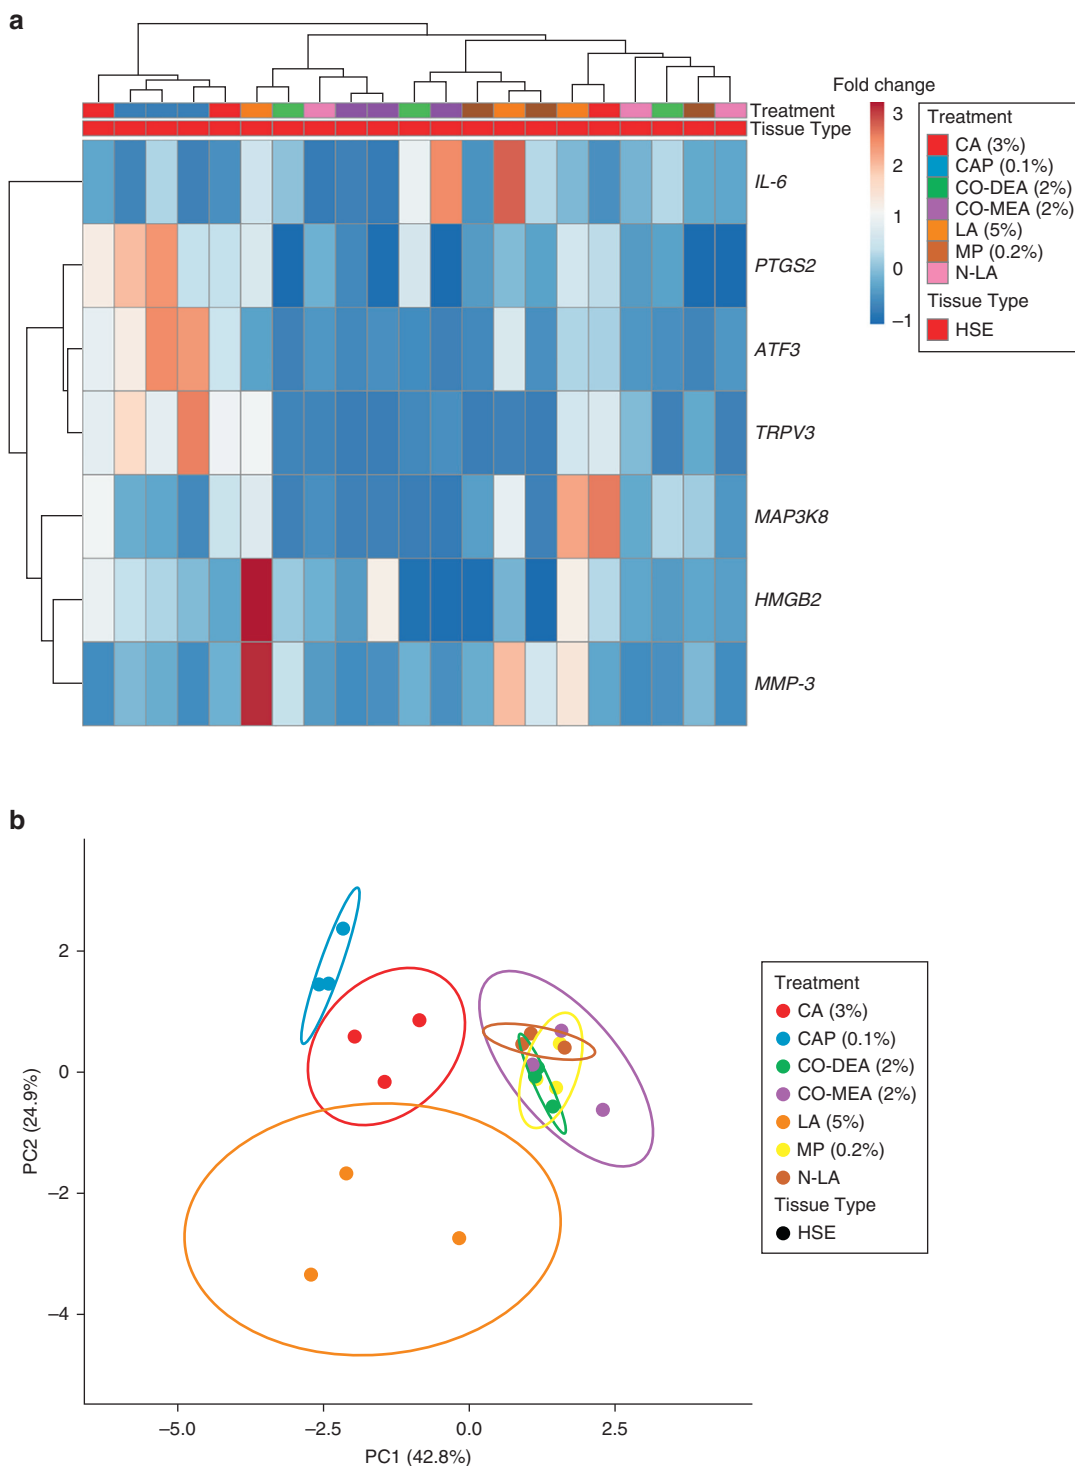 a
Fold change
Treatment
Tissue Type
3
2
1
0
–1
Treatment
CA (3%)
CAP (0.1%)
CO-DEA (2%)
CO-MEA (2%)
LA (5%)
MP (0.2%)
N-LA
Tissue Type
HSE
IL-6
PTGS2
ATF3
TRPV3
MAP3K8
HMGB2
MMP-3
b
PC2 (24.9%)
2
0
–2
–4
–5.0
–2.5
0.0
2.5
PC1 (42.8%)
Treatment
CA (3%)
CAP (0.1%)
CO-DEA (2%)
CO-MEA (2%)
LA (5%)
MP (0.2%)
N-LA
Tissue Type
HSE